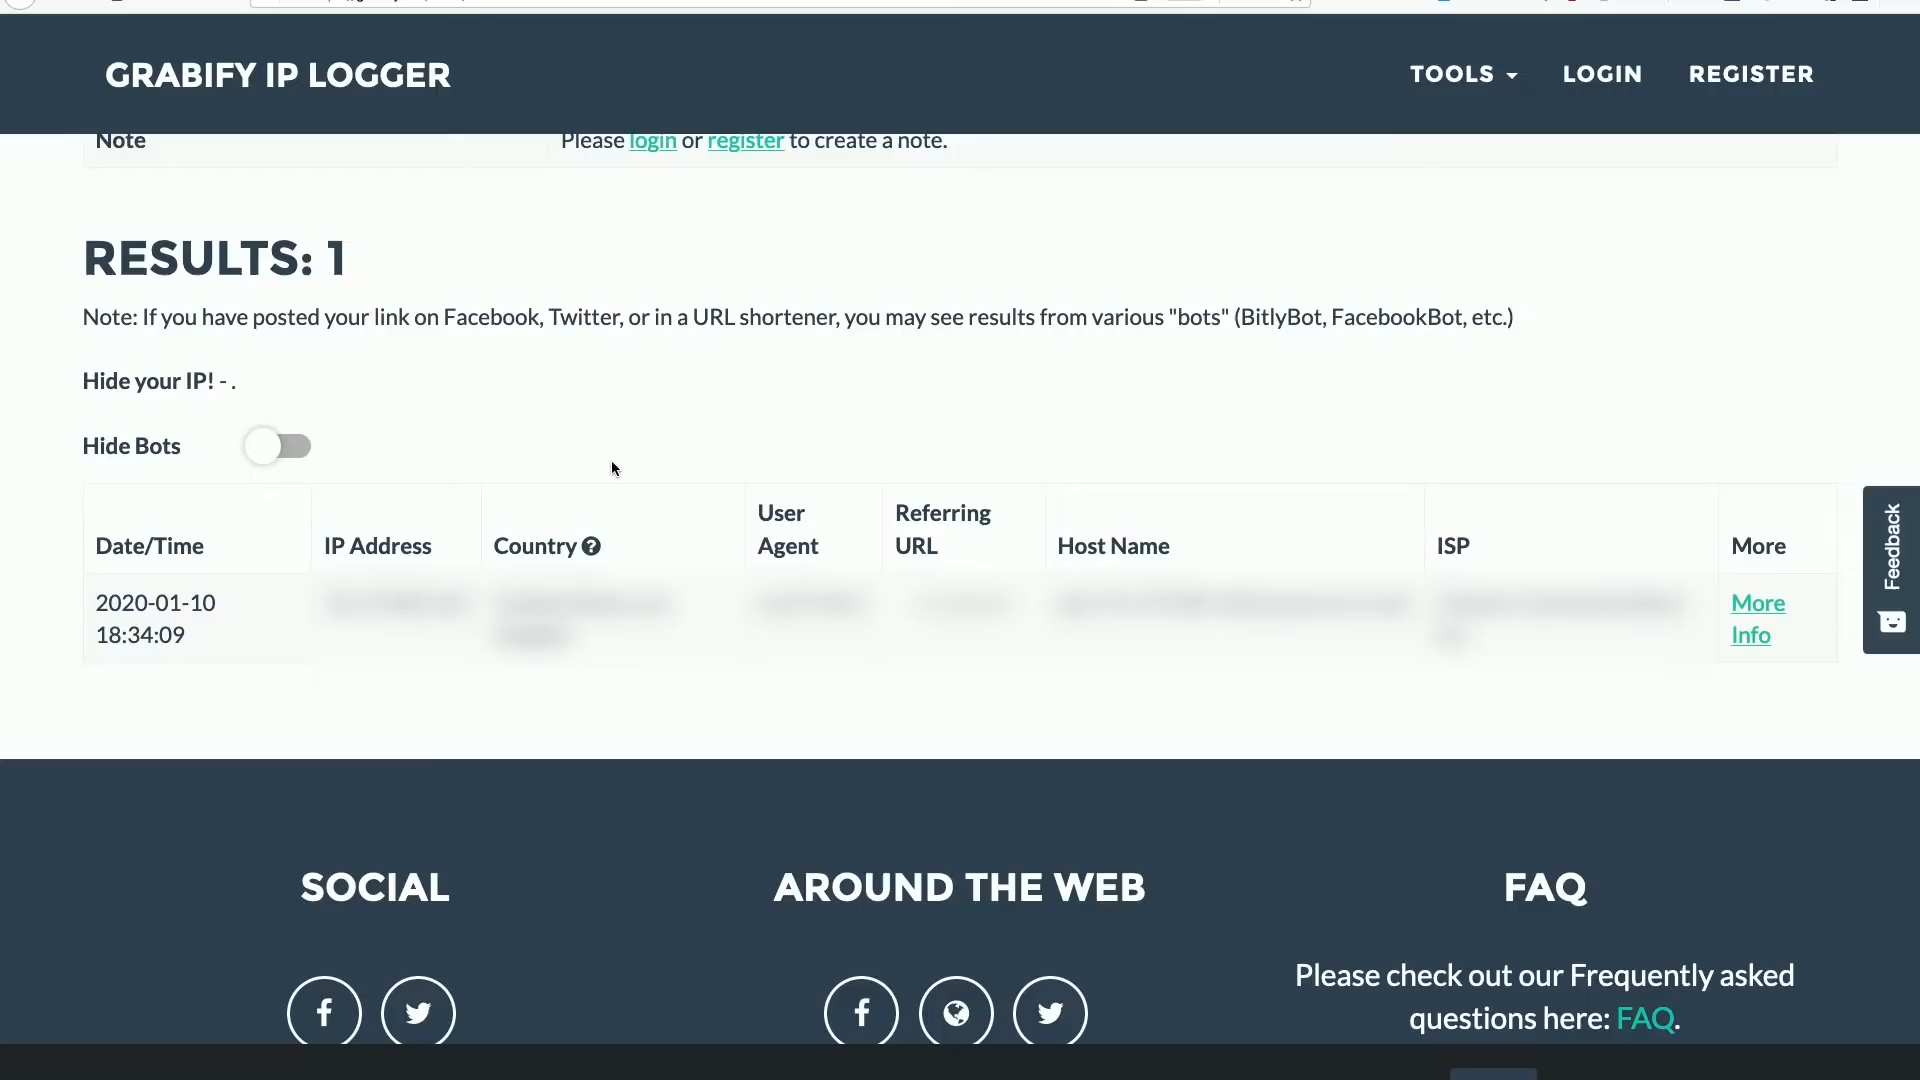 GRABIFY IP LOGGER
TOOLS
LOGIN
REGISTER
Note
Please login or register to create a note.
RESULTS: 1
Note: If you have posted your link on Facebook, Twitter, or in a URL shortener, you may see results from various "bots" (BitlyBot, FacebookBot, etc.)
Hide your IP! - .
Hide Bots
Date/Time
IP Address
Country
User
Agent
Referring
URL
Host Name
ISP
More
2020-01-10
18:34:09
More
Info
Feedback
SOCIAL
AROUND THE WEB
FAQ
Please check out our Frequently asked
questions here: FAQ.